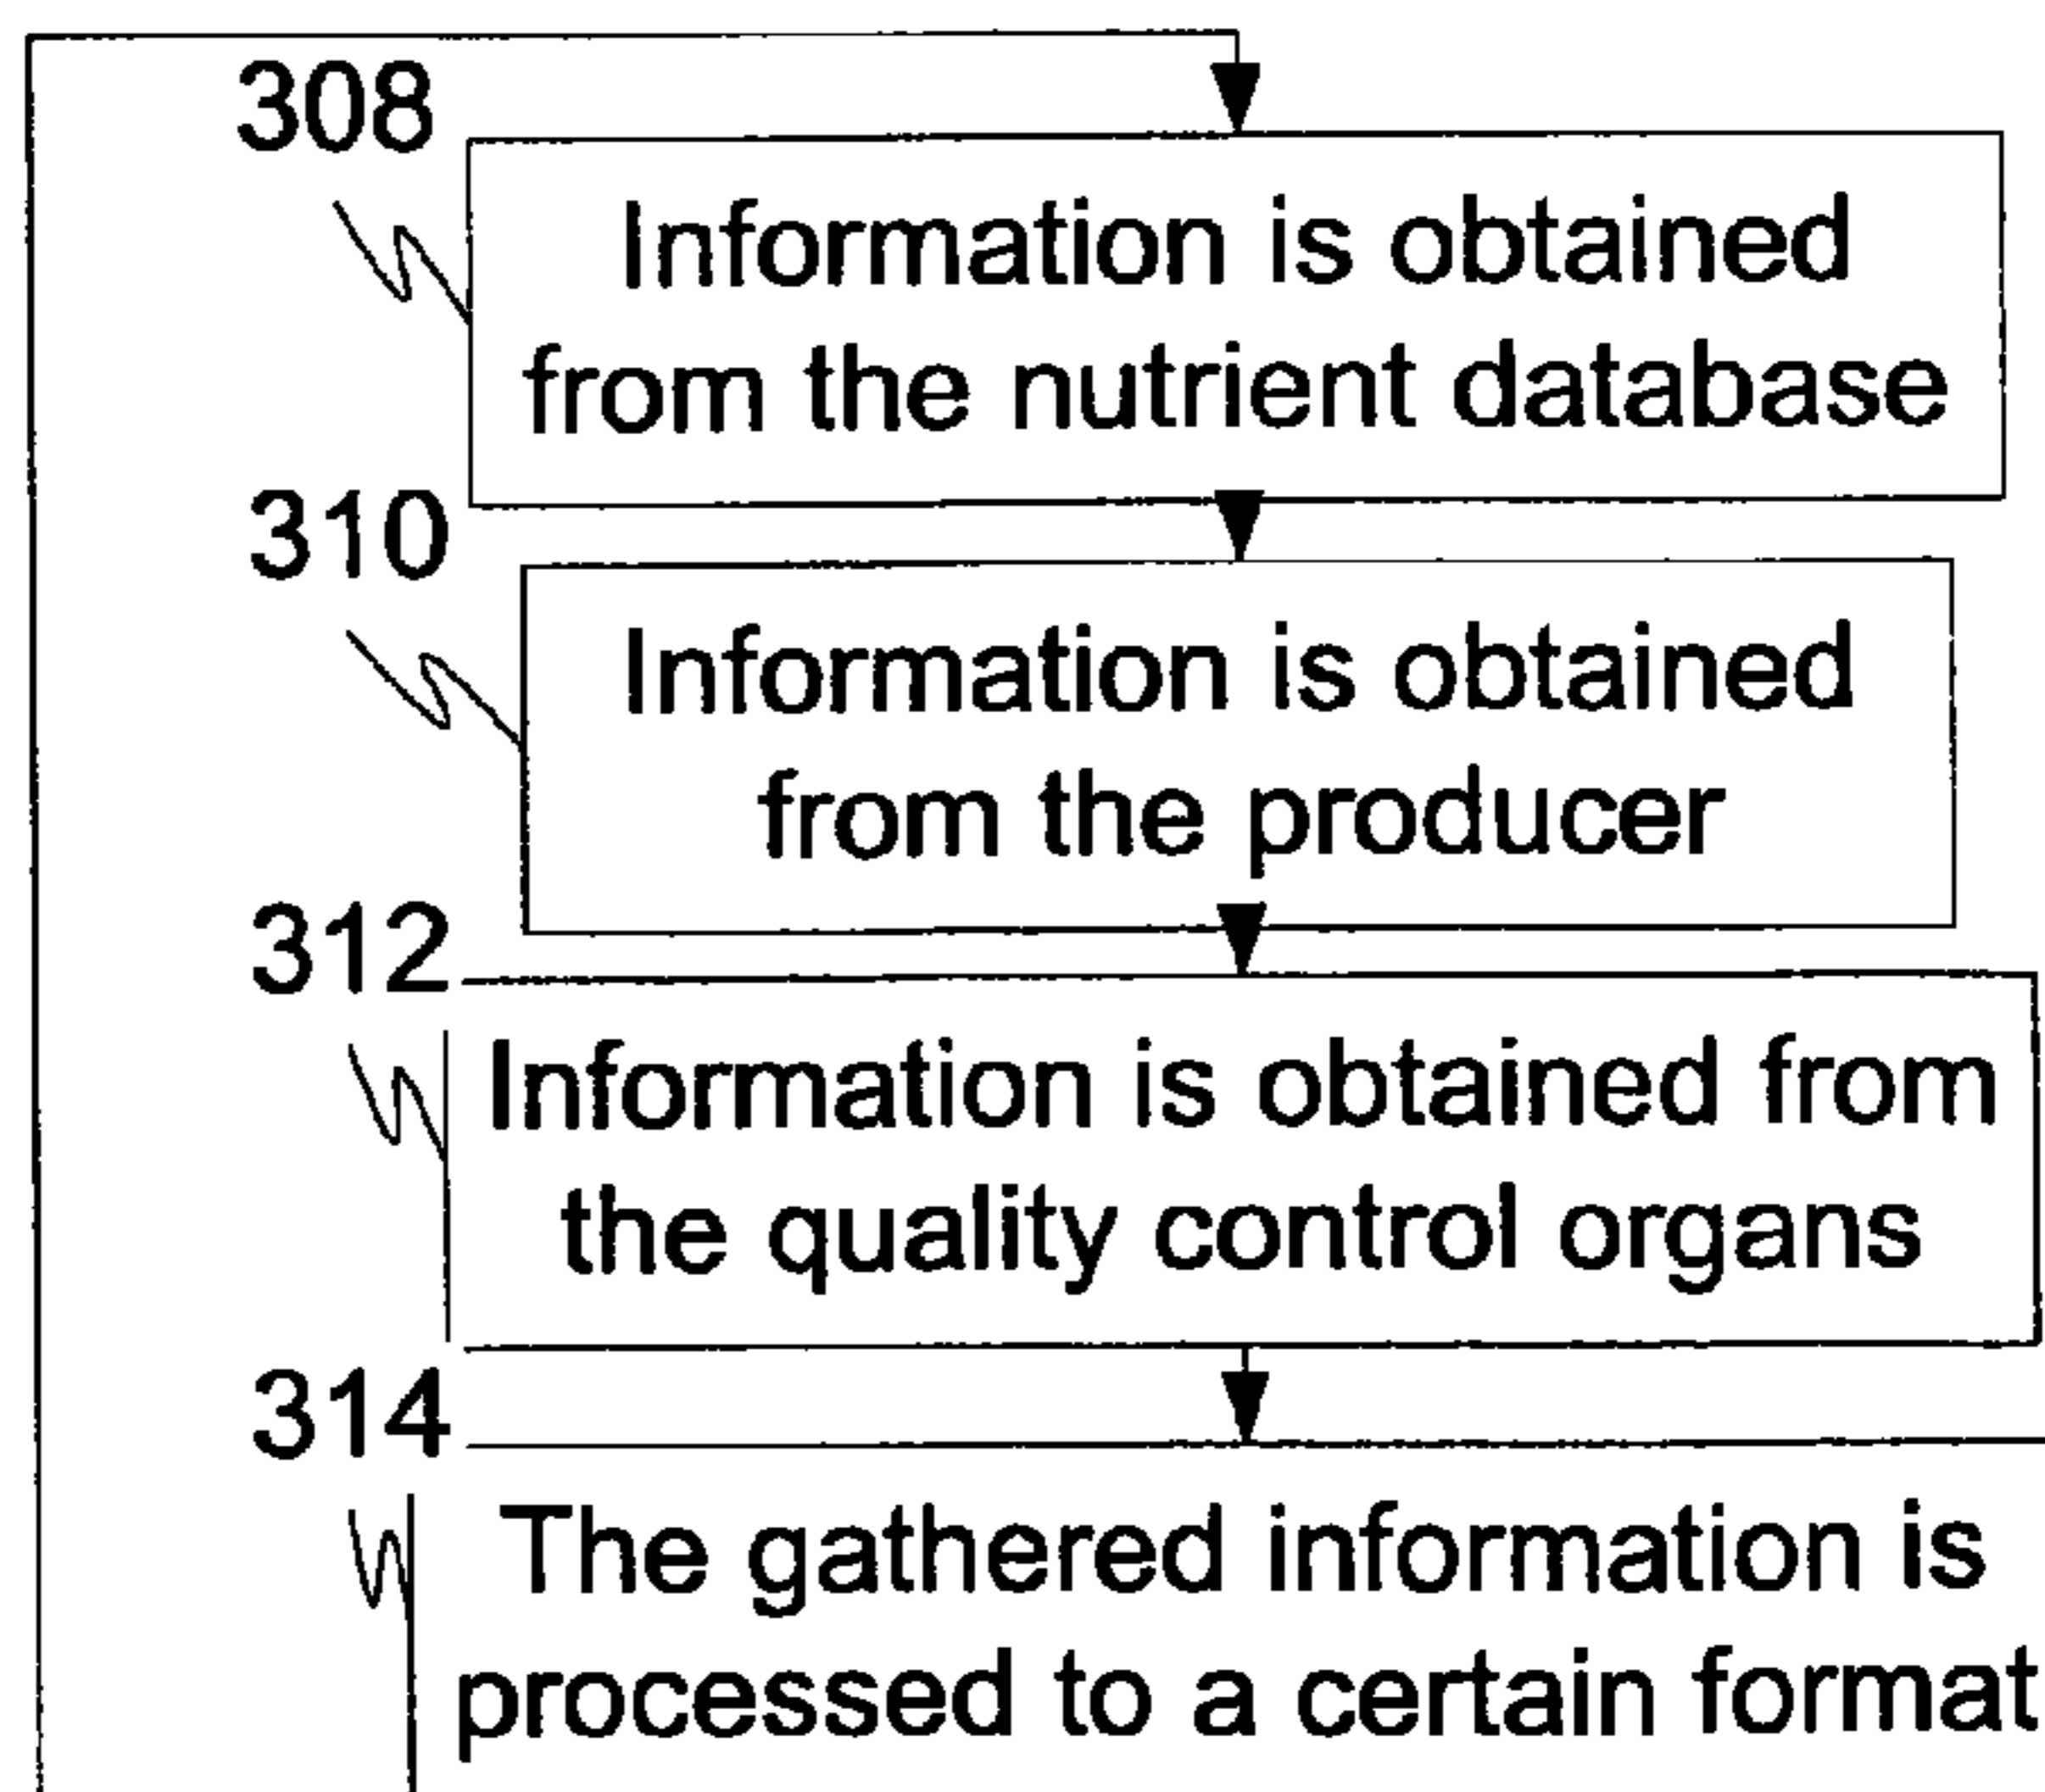 308
Information is obtained
from the nutrient database
310
Information is obtained
from the producer
312
Information is obtained from
the quality control organs
314
The gathered information is
processed to a certain format